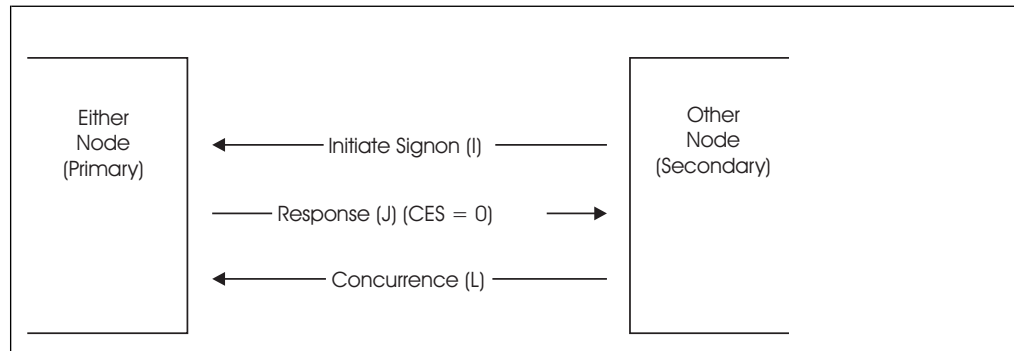 Either
Node
(Primary)
Other
Node
(Secondary)
Initiate Signon (I)
Response (J) (CES = 0)
Concurrence (L)